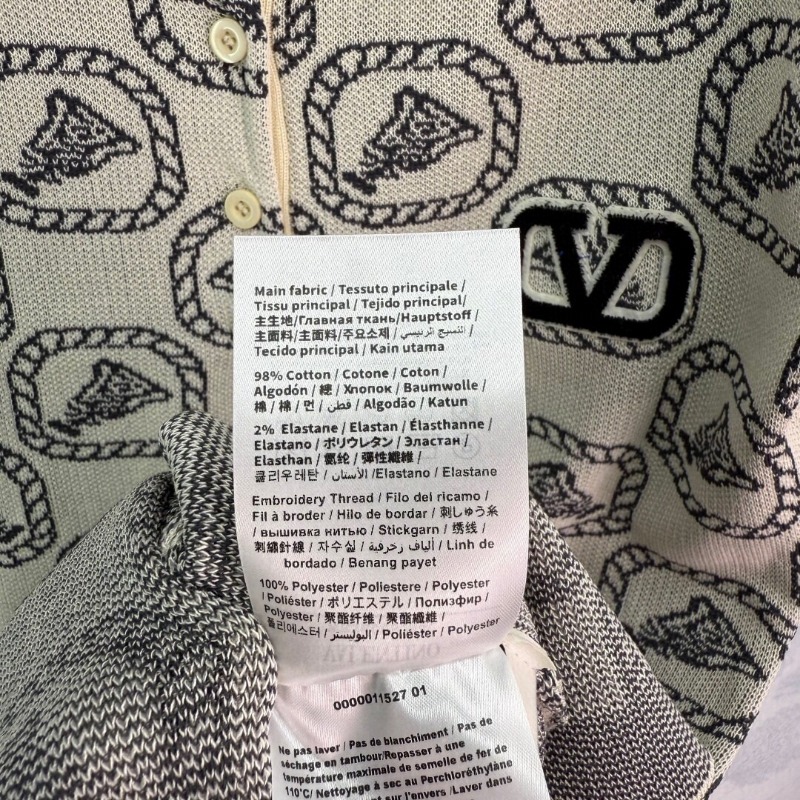 Main fabric / Tessuto principale /
Tissu principal / Tejido principal/
主生地/Главная ткань/Hauptstoff /
主面料/主面料/주요소제 / النسيج الرئيسي /
Tecido principal / Kain utama
98% Cotton / Cotone / Coton /
Algodón / 綿 / Хлопок / Baumwolle /
棉 / 棉 / 면 / قطن / Algodão / Katun
2% Elastane / Elastan / Élasthanne /
Elastano / ポリウレタン / Эластан /
Elasthan / 氨纶 / 彈性纖維 /
폴리우레탄 / الأستان /Elastano / Elastane
Embroidery Thread / Filo del ricamo /
Fil à broder / Hilo de bordar / 刺しゅう糸
/ вышивка нитью / Stickgarn / 绣线 /
刺繡針線 / 자수실 / ألياف زخرفية / Linh de
bordado / Benang payet
100% Polyester / Poliestere / Polyester
/ Poliéster / ポリエステル / Полиэфир /
Polyester / 聚酯纤维 / 聚酯纖維 /
폴리에스터 / البوليستر / Poliéster / Polyester
VALENTINO
0000011527 01
Ne pas laver / Pas de blanchiment / Pas de
séchage en tambour/Repasser à une
température maximale de semelle de fer de
110°C/ Nettoyage à sec au Perchloréthylène
sur l'envers /Laver dans